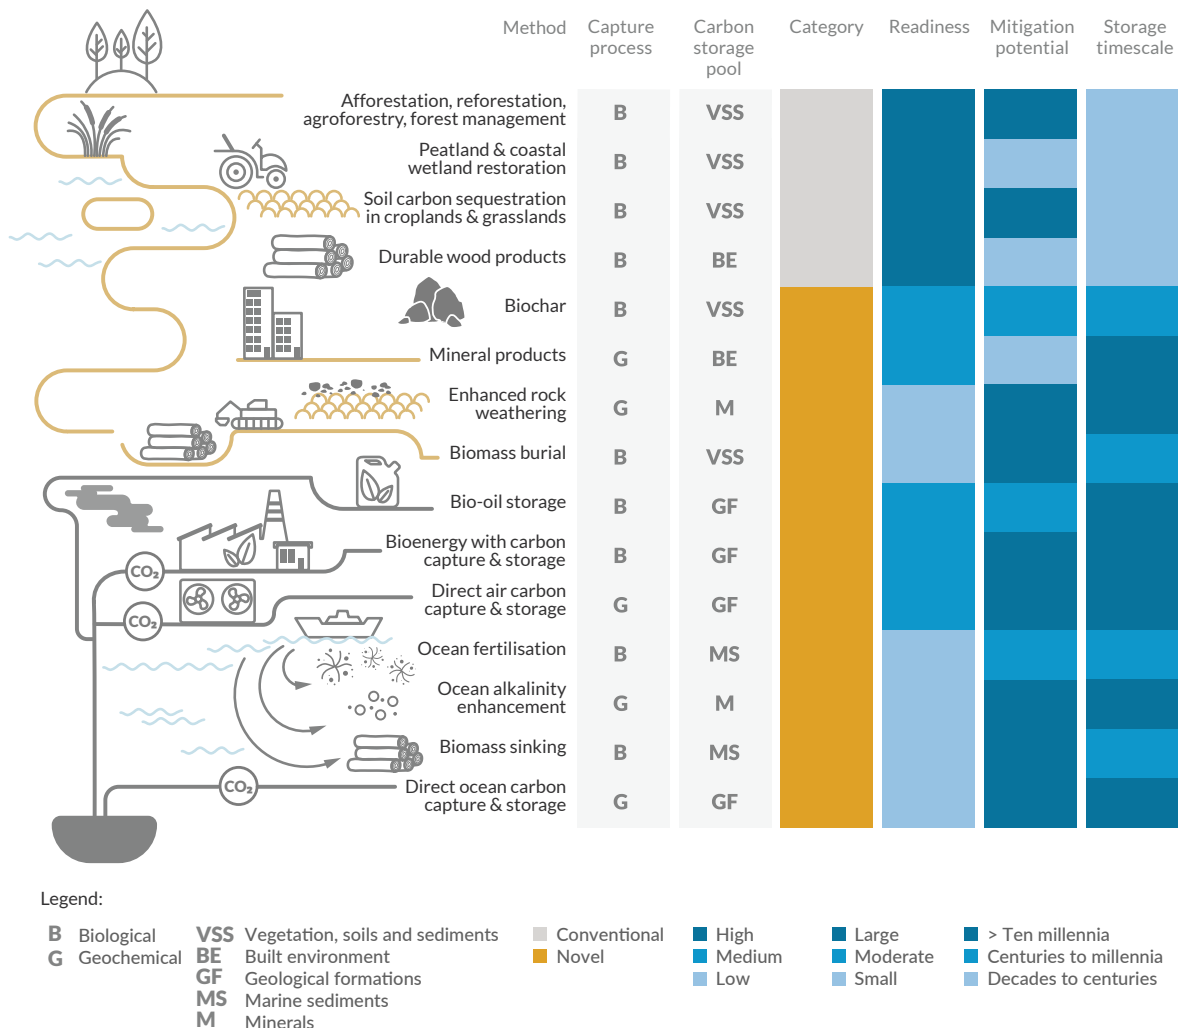 Method
Capture process
Carbon storage pool
Category
Readiness
Mitigation potential
Storage timescale
Afforestation, reforestation,
agroforestry, forest management
B
VSS
Peatland & coastal
wetland restoration
B
VSS
Soil carbon sequestration
in croplands & grasslands
B
VSS
Durable wood products
B
BE
Biochar
B
VSS
Mineral products
G
BE
Enhanced rock
weathering
G
M
Biomass burial
B
VSS
Bio-oil storage
B
GF
Bioenergy with carbon
capture & storage
B
GF
CO₂
Direct air carbon
capture & storage
G
GF
CO₂
Ocean fertilisation
B
MS
Ocean alkalinity
enhancement
G
M
Biomass sinking
B
MS
Direct ocean carbon
capture & storage
G
GF
CO₂
Legend:
B Biological
G Geochemical
VSS Vegetation, soils and sediments
BE Built environment
GF Geological formations
MS Marine sediments
M Minerals
Conventional
Novel
High
Medium
Low
Large
Moderate
Small
> Ten millennia
Centuries to millennia
Decades to centuries